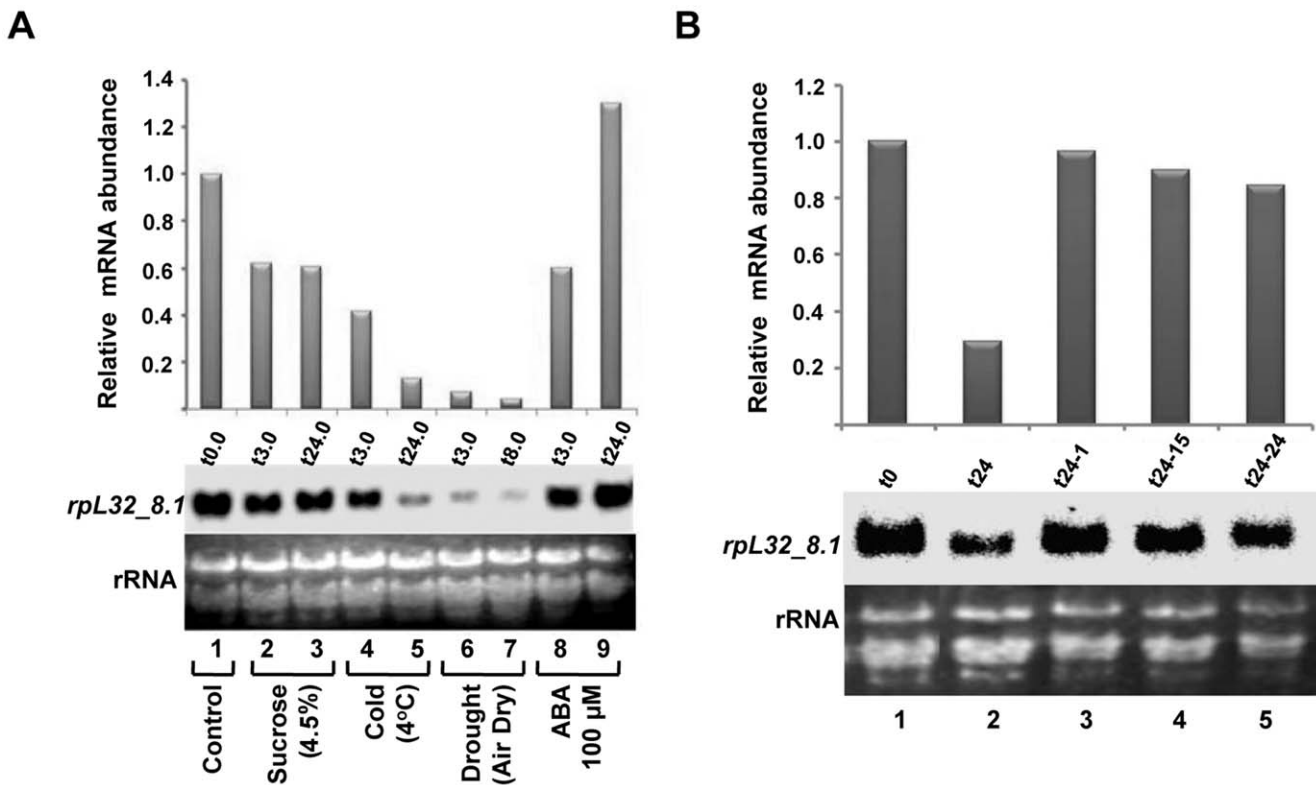 A
Relative mRNA abundance
1.4
1.2
1.0
0.8
0.6
0.4
0.2
t0.0
t3.0
t24.0
t3.0
t24.0
t3.0
t8.0
t3.0
t24.0
rpL32_8.1
rRNA
1 2 3 4 5 6 7 8 9
Control
Sucrose
(4.5%)
Cold
(4oC)
Drought
(Air Dry)
ABA
100 µM
B
Relative mRNA abundance
1.2
1.0
0.8
0.6
0.4
0.2
t0
t24
t24-1
t24-15
t24-24
rpL32_8.1
rRNA
1 2 3 4 5